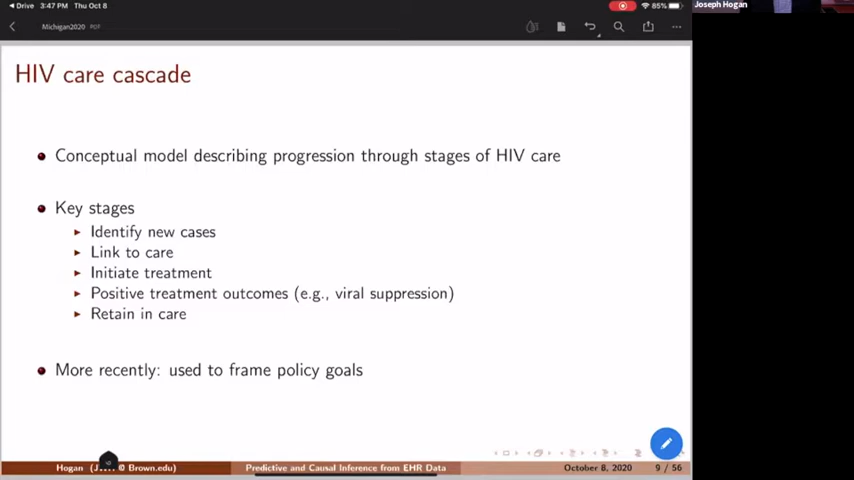 Drive 3:47 PM Thu Oct 8 85%
Joseph Hogan
Michigan2020 PDF
HIV care cascade
Conceptual model describing progression through stages of HIV care
Key stages
Identify new cases
Link to care
Initiate treatment
Positive treatment outcomes (e.g., viral suppression)
Retain in care
More recently: used to frame policy goals
Hogan @ Brown.edu) Predictive and Causal Inference from EHR Data October 8, 2020 9 / 56